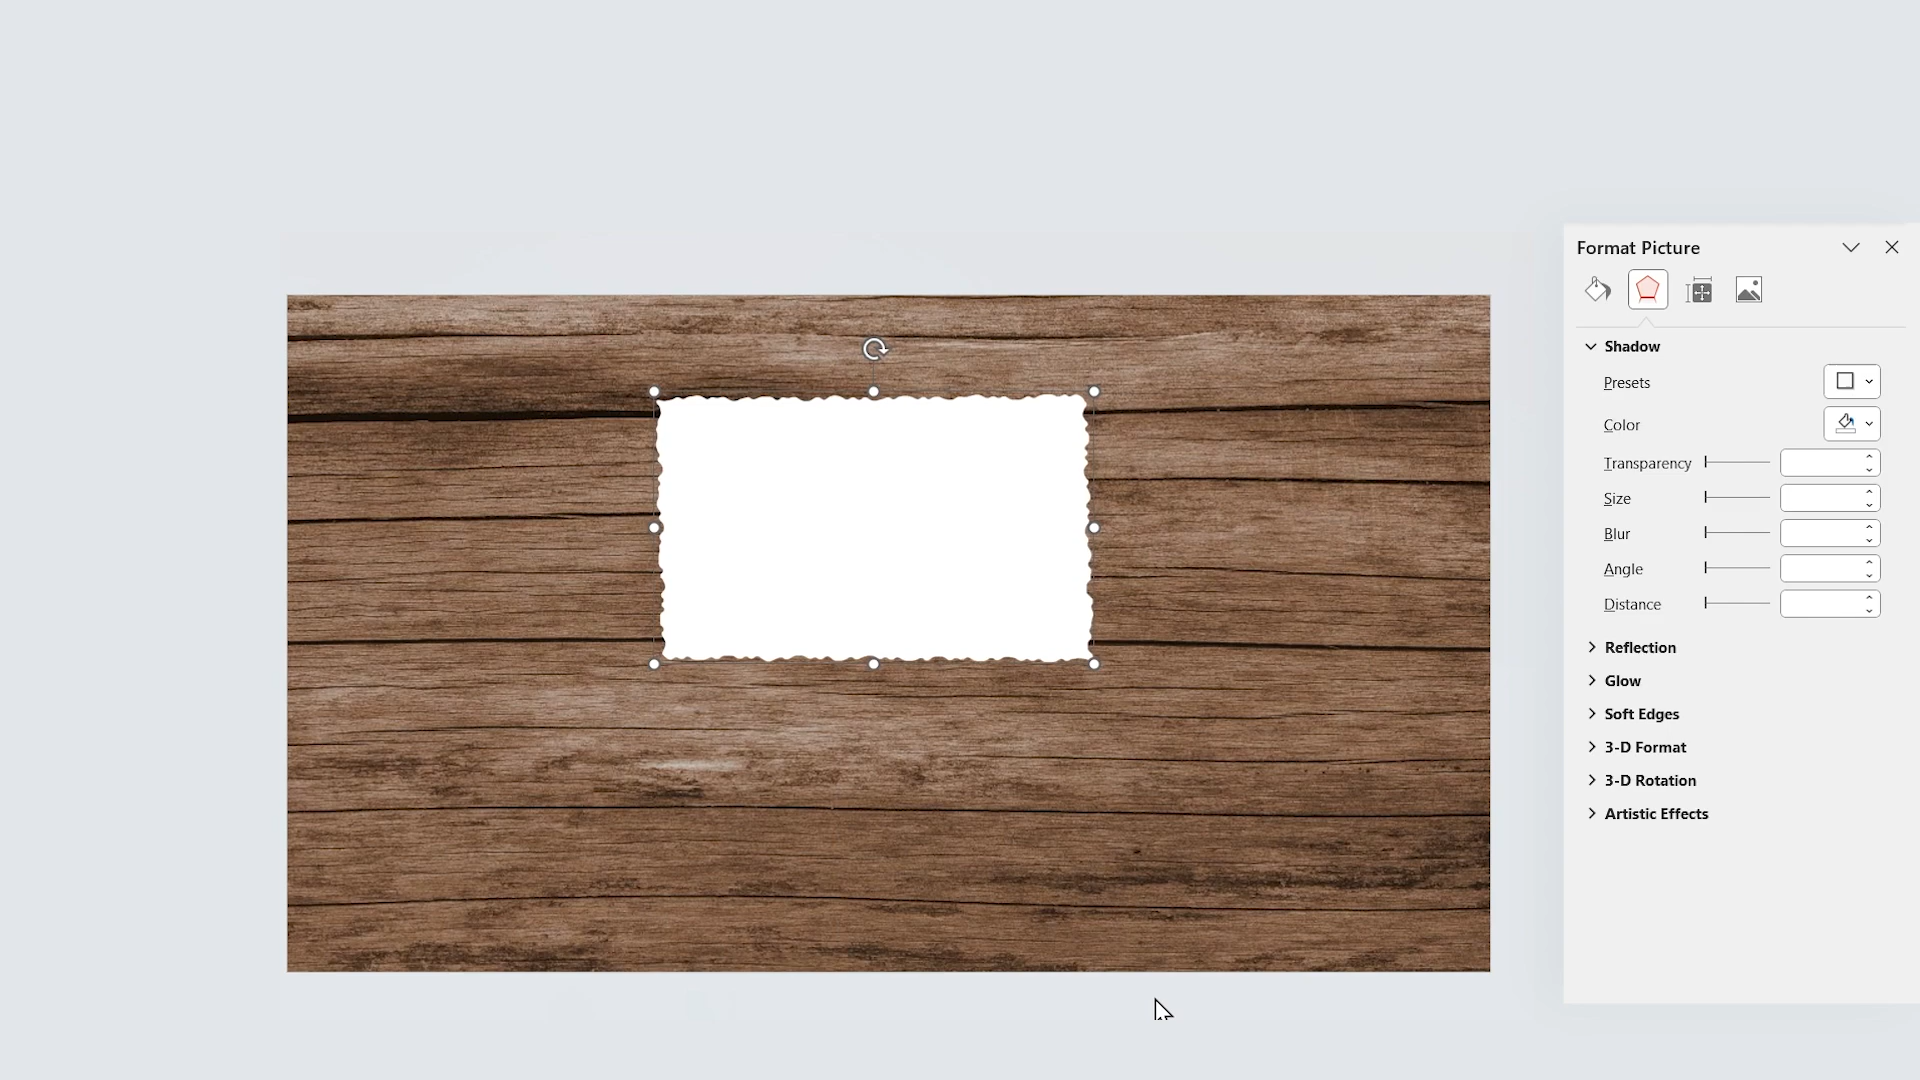 Format Picture
Shadow
Presets
Color
Transparency
Size
Blur
Angle
Distance
Reflection
Glow
Soft Edges
3-D Format
3-D Rotation
Artistic Effects